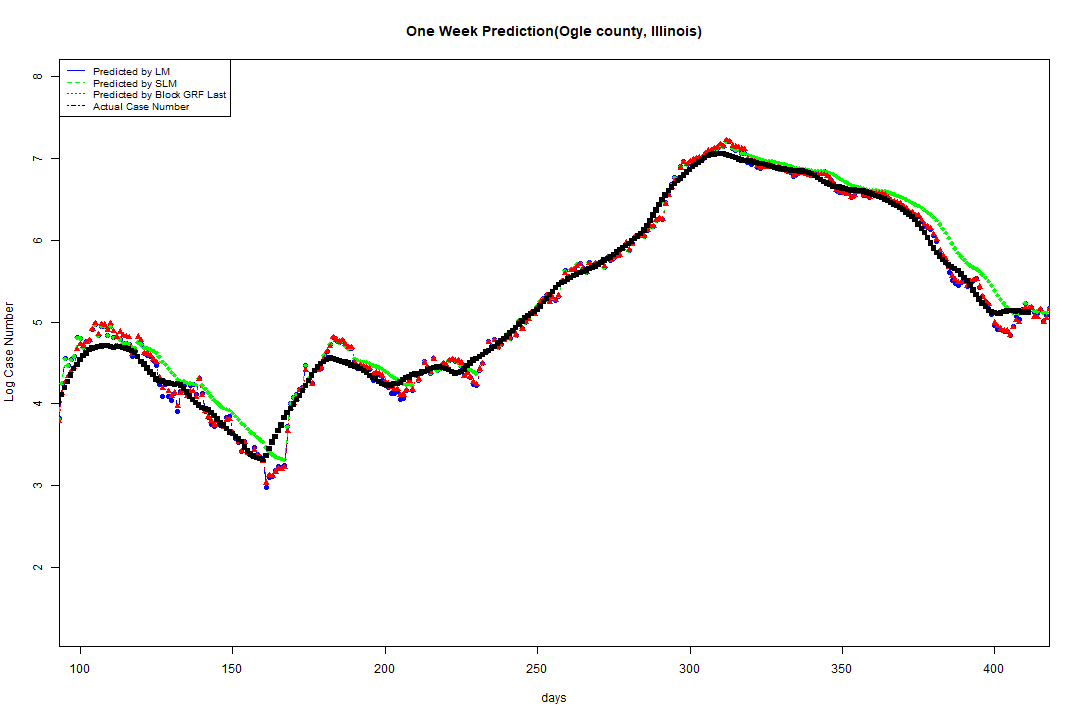 One Week Prediction(Ogle county, Illinois)
Predicted by LM
Predicted by SLM
Predicted by Block GRF Last
Actual Case Number
8
7
6
5
4
3
2
Log Case Number
100 150 200 250 300 350 400
days